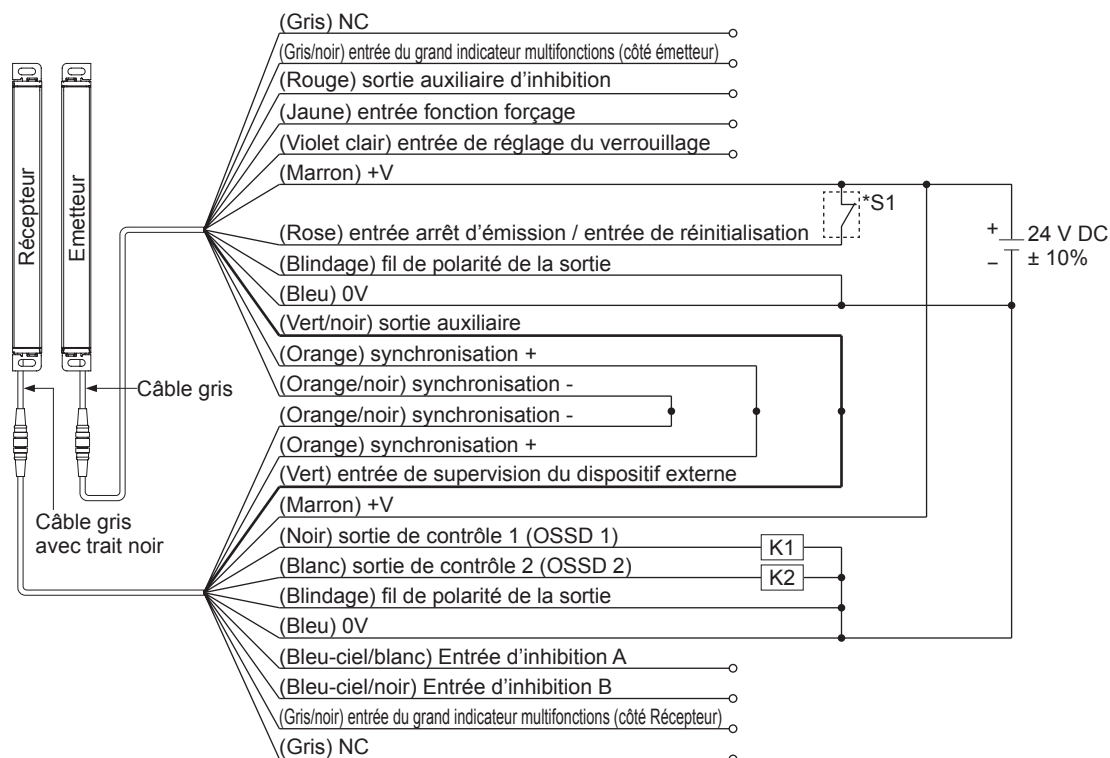 (Gris) NC
(Gris/noir) entrée du grand indicateur multifonctions (côté émetteur)
(Rouge) sortie auxiliaire d’inhibition
(Jaune) entrée fonction forçage
(Violet clair) entrée de réglage du verrouillage
(Marron) +V
*S1
(Rose) entrée arrêt d’émission / entrée de réinitialisation
+
24 V DC
–
± 10%
(Blindage) fil de polarité de la sortie
(Bleu) 0V
(Vert/noir) sortie auxiliaire
(Orange) synchronisation +
(Orange/noir) synchronisation -
(Orange/noir) synchronisation -
(Orange) synchronisation +
(Vert) entrée de supervision du dispositif externe
(Marron) +V
(Noir) sortie de contrôle 1 (OSSD 1)
K1
(Blanc) sortie de contrôle 2 (OSSD 2)
K2
(Blindage) fil de polarité de la sortie
(Bleu) 0V
(Bleu-ciel/blanc) Entrée d’inhibition A
(Bleu-ciel/noir) Entrée d’inhibition B
(Gris/noir) entrée du grand indicateur multifonctions (côté Récepteur)
(Gris) NC
Récepteur
Emetteur
Câble gris
Câble gris
avec trait noir